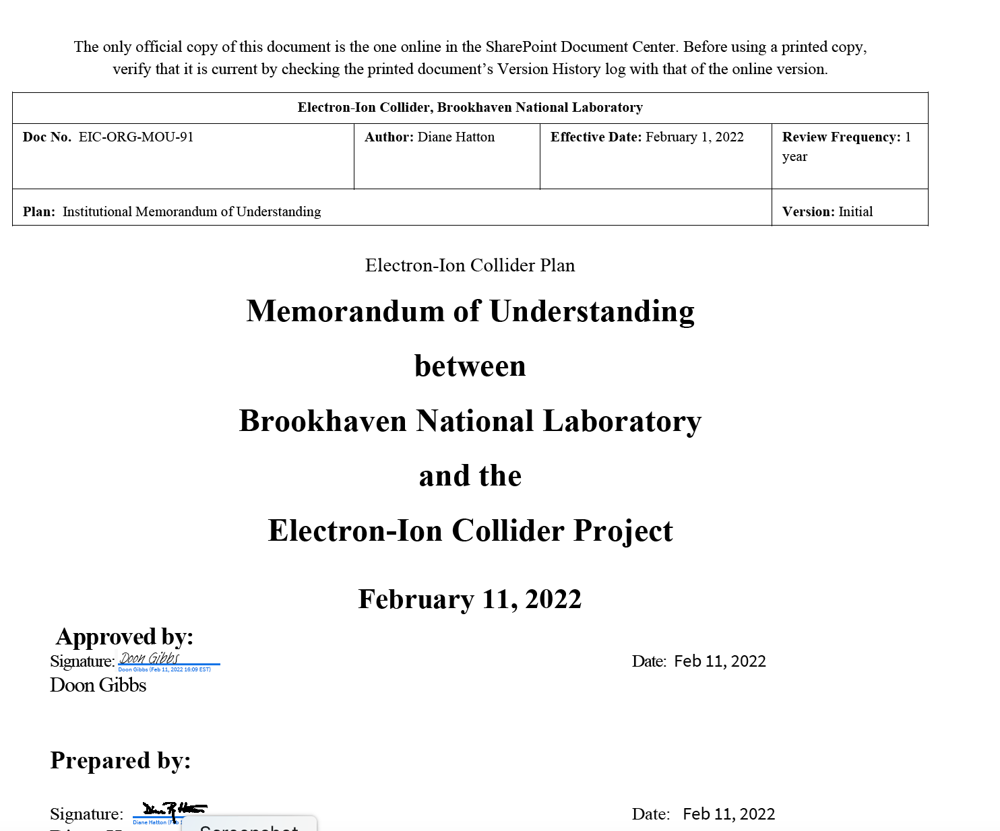 The only official copy of this document is the one online in the SharePoint Document Center. Before using a printed copy,
verify that it is current by checking the printed document’s Version History log with that of the online version.
Electron-Ion Collider, Brookhaven National Laboratory
Doc No. EIC-ORG-MOU-91
Author: Diane Hatton
Effective Date: February 1, 2022
Review Frequency: 1
year
Plan: Institutional Memorandum of Understanding
Version: Initial
Electron-Ion Collider Plan
Memorandum of Understanding
between
Brookhaven National Laboratory
and the
Electron-Ion Collider Project
February 11, 2022
Approved by:
Signature: Doon Gibbs
Doon Gibbs (Feb 11, 2022 16:09 EST)
Date: Feb 11, 2022
Doon Gibbs
Prepared by:
Signature:
Diane Hatton
Date: Feb 11, 2022
Screenshot